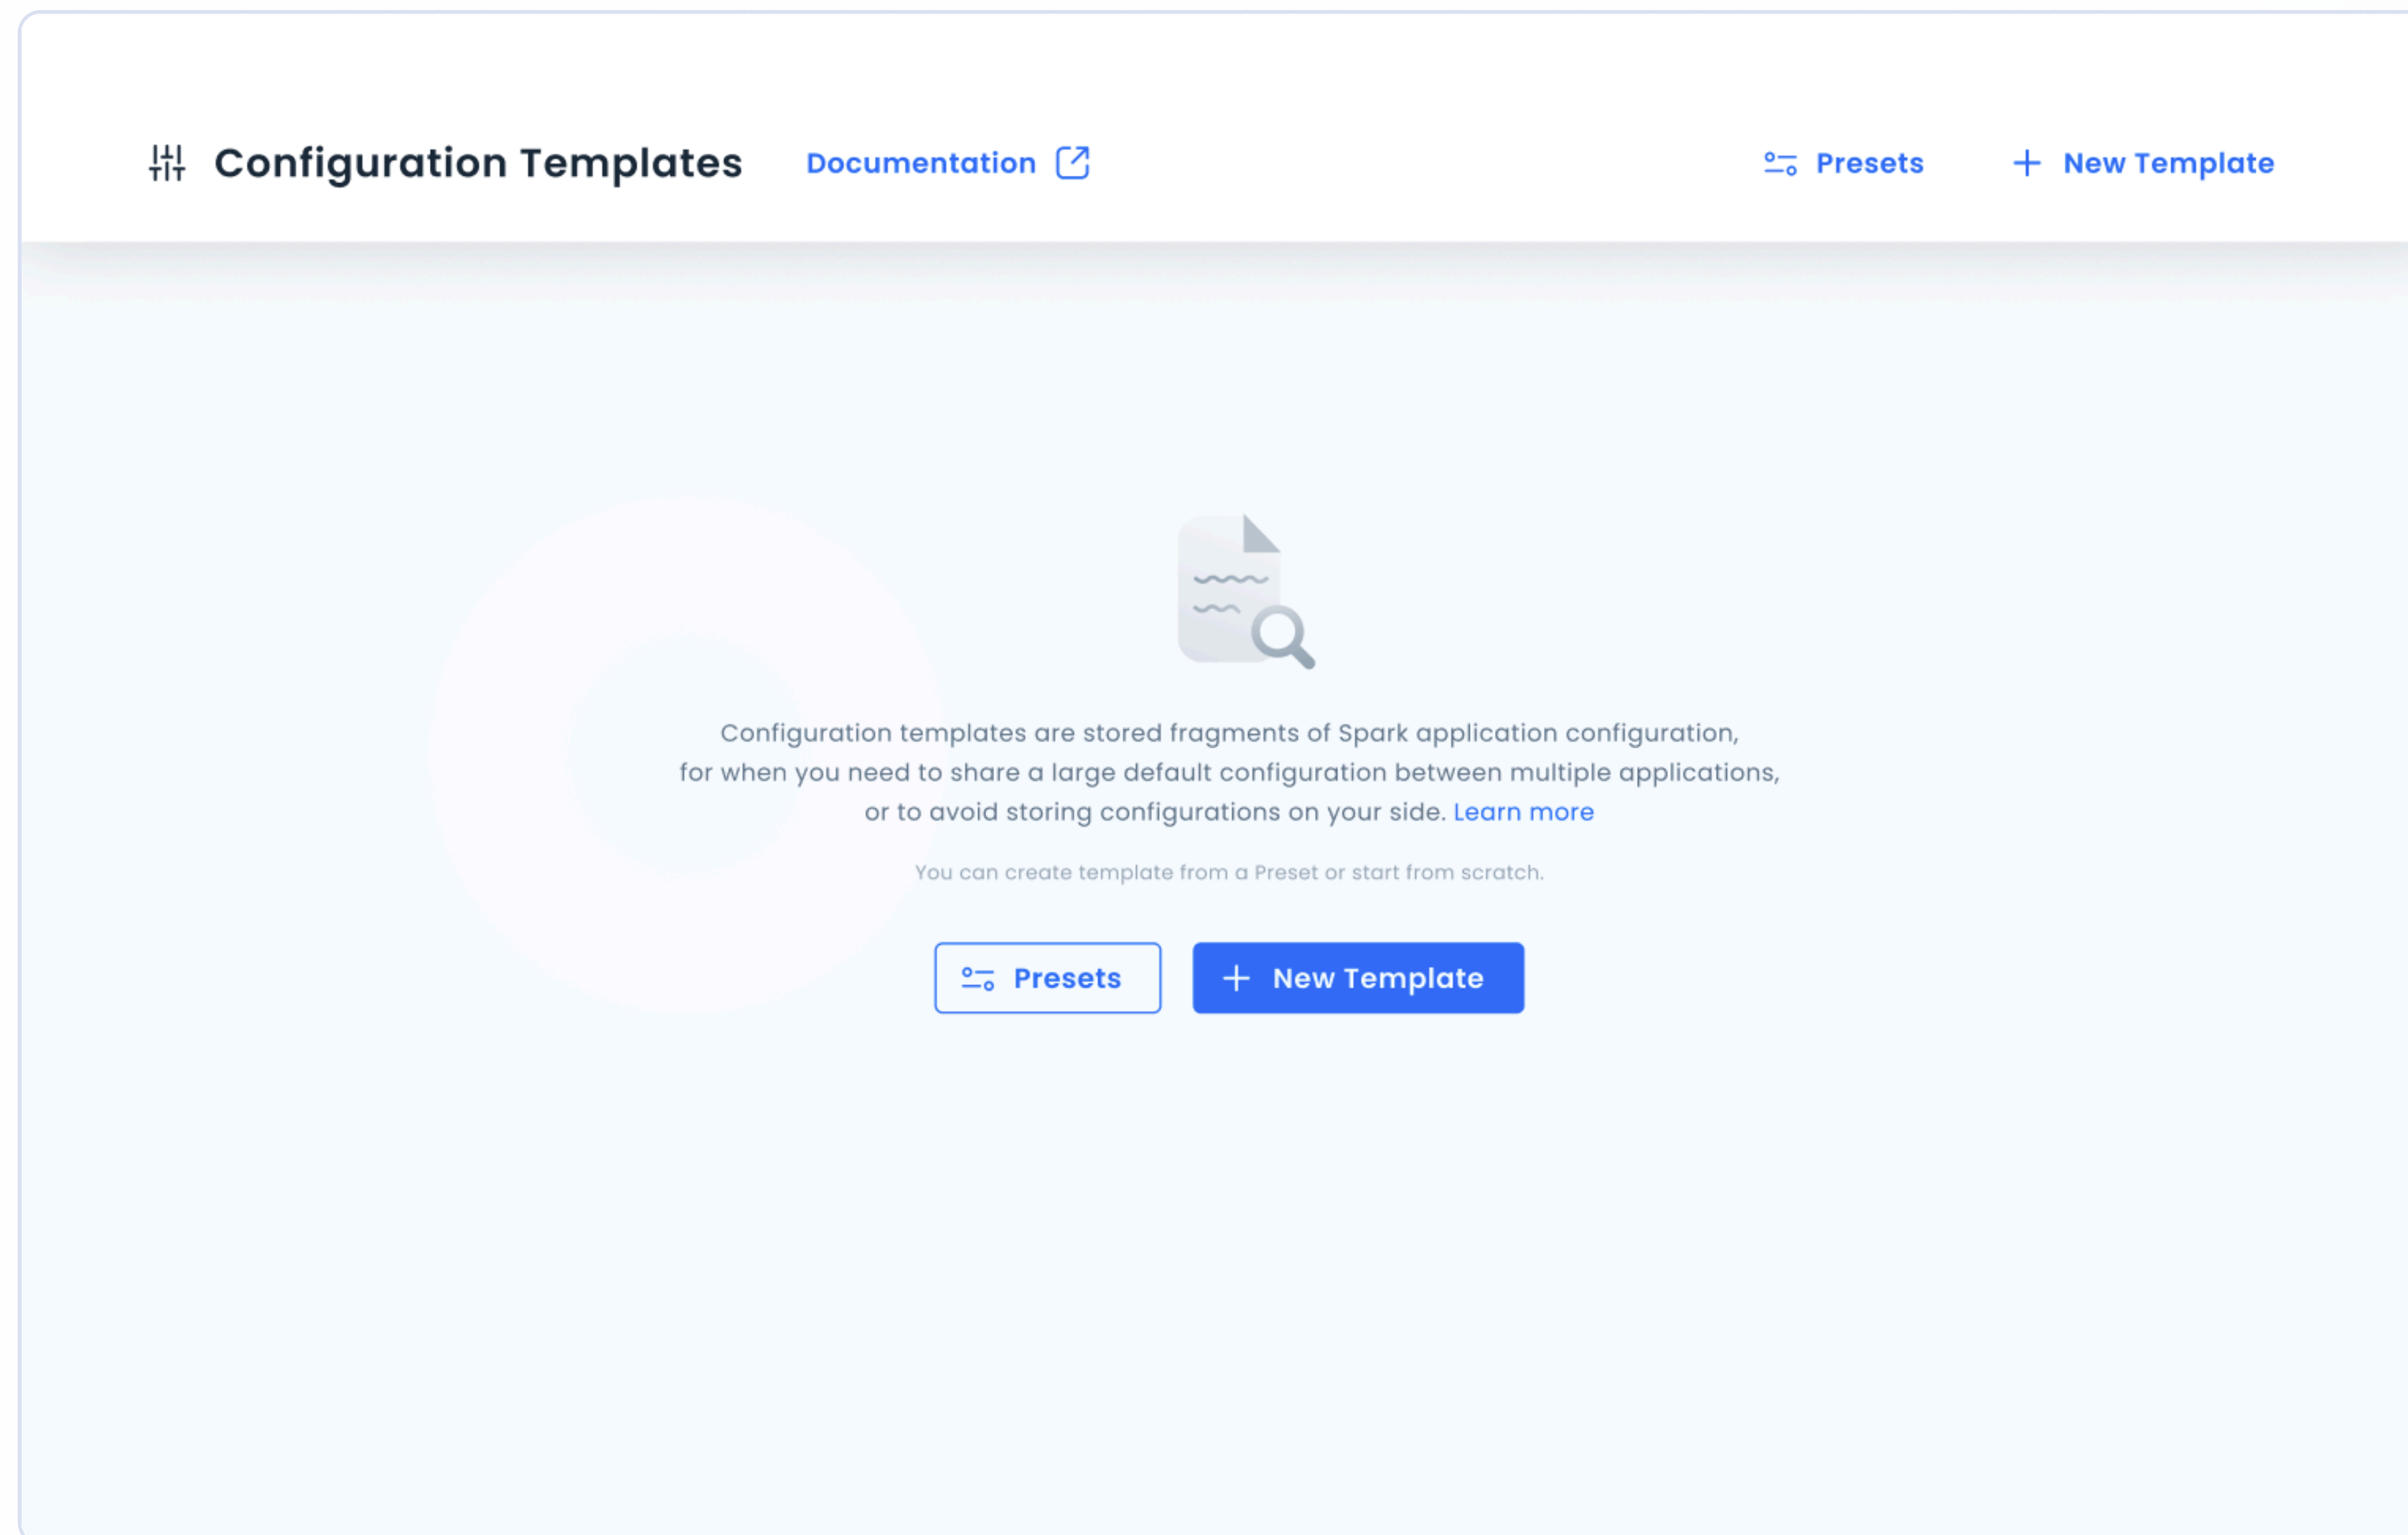 Configuration Templates
Documentation
Presets
New Template
Configuration templates are stored fragments of Spark application configuration,
for when you need to share a large default configuration between multiple applications,
or to avoid storing configurations on your side. Learn more
You can create template from a Preset or start from scratch.
Presets
New Template